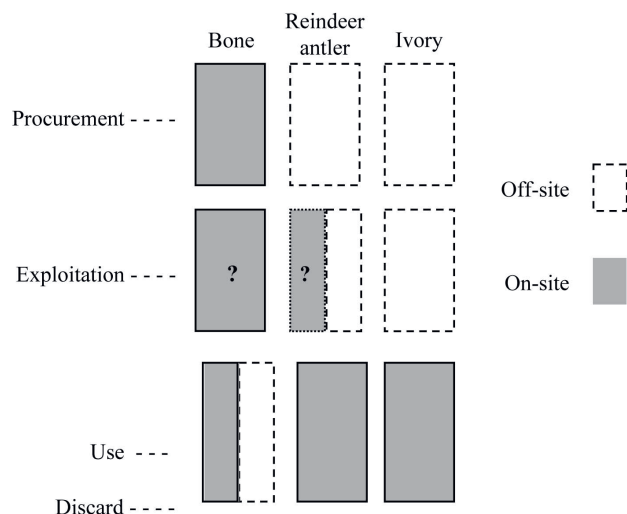 Bone
Reindeer
antler
Ivory
Procurement ----
Off-site
Exploitation ----
?
?
On-site
Use ---
Discard ----